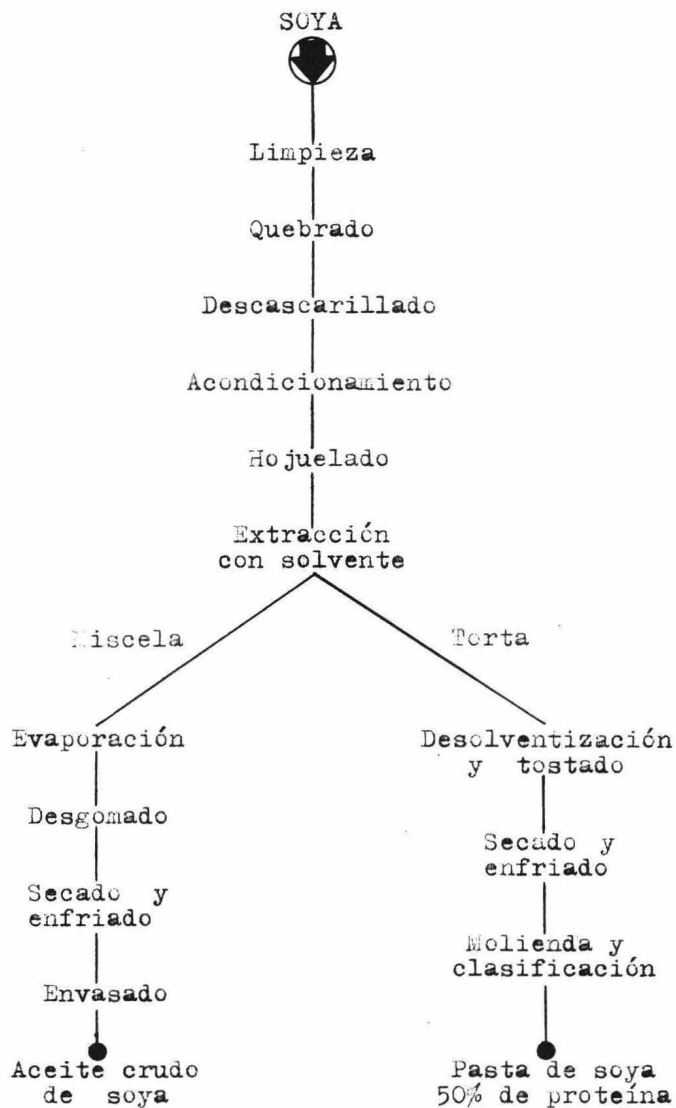 SOYA
Limpieza
Quebrado
Descascarillado
Acondicionamiento
Hojuelado
Extracción
con solvente
Miscela
Torta
Evaporación
Desgomado
Secado y
enfriado
Envasado
Aceite crudo
de soya
Desolventización
y tostado
Secado y
enfriado
Molienda y
clasificación
Pasta de soya
50% de proteína